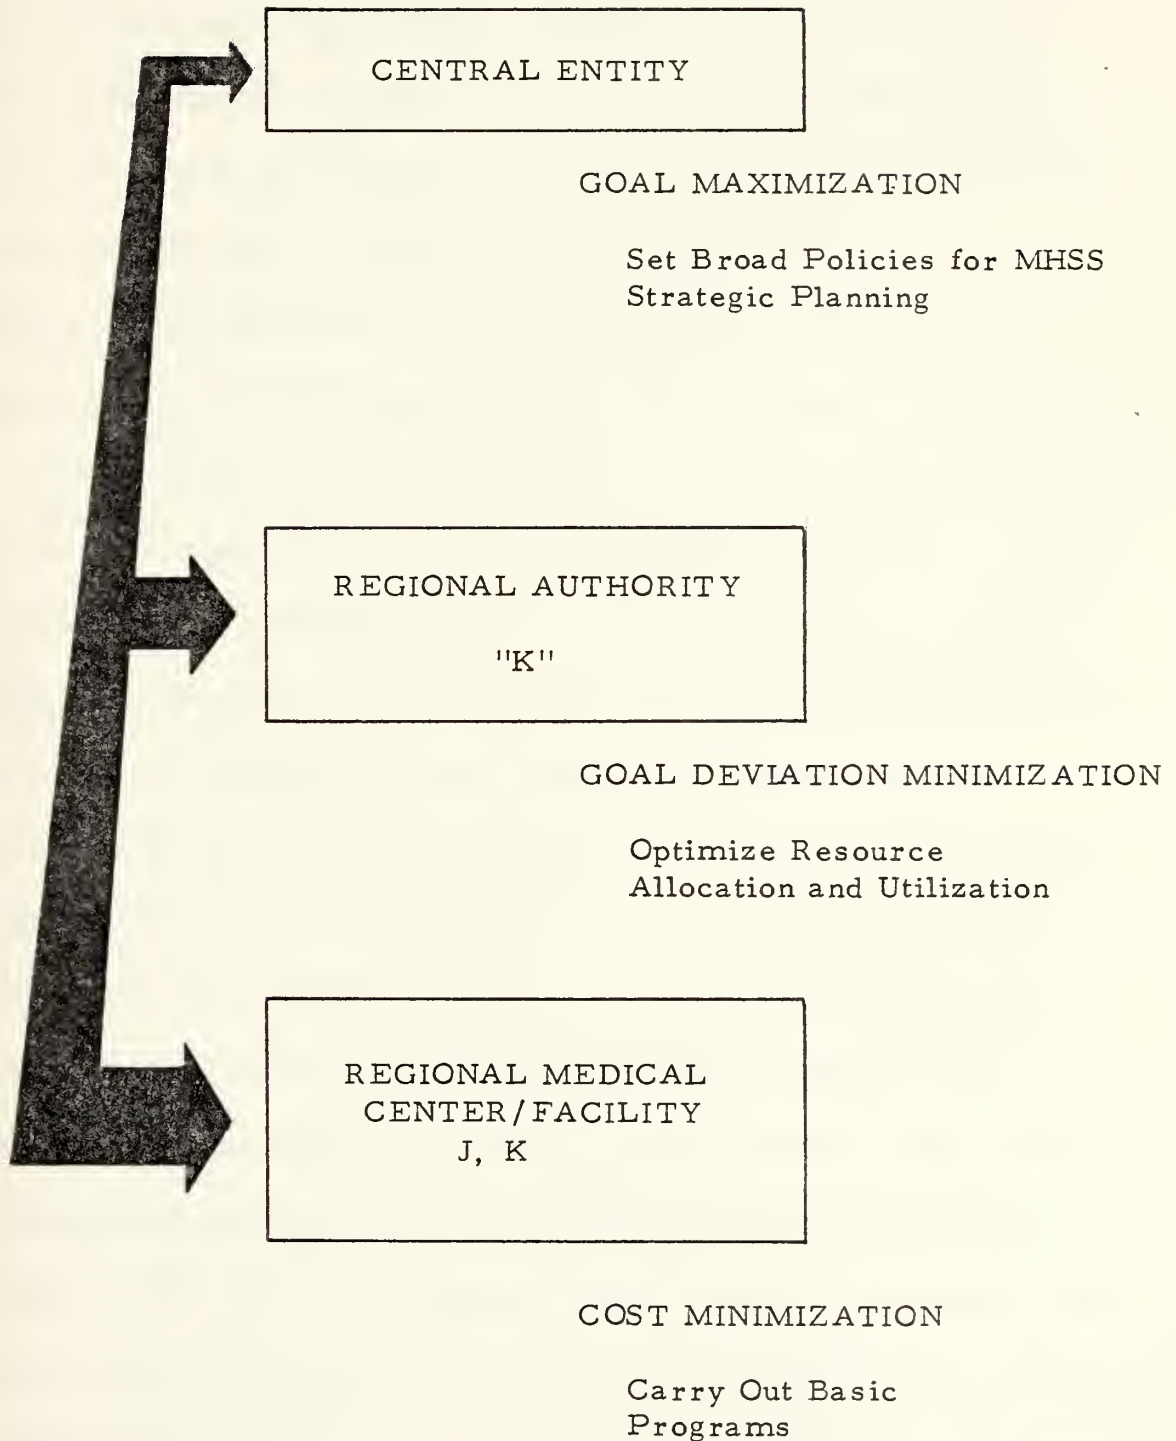 CENTRAL ENTITY
GOAL MAXIMIZATION
Set Broad Policies for MHSS
Strategic Planning
REGIONAL AUTHORITY
"K"
GOAL DEVIATION MINIMIZATION
Optimize Resource
Allocation and Utilization
REGIONAL MEDICAL
CENTER/FACILITY
J, K
COST MINIMIZATION
Carry Out Basic
Programs